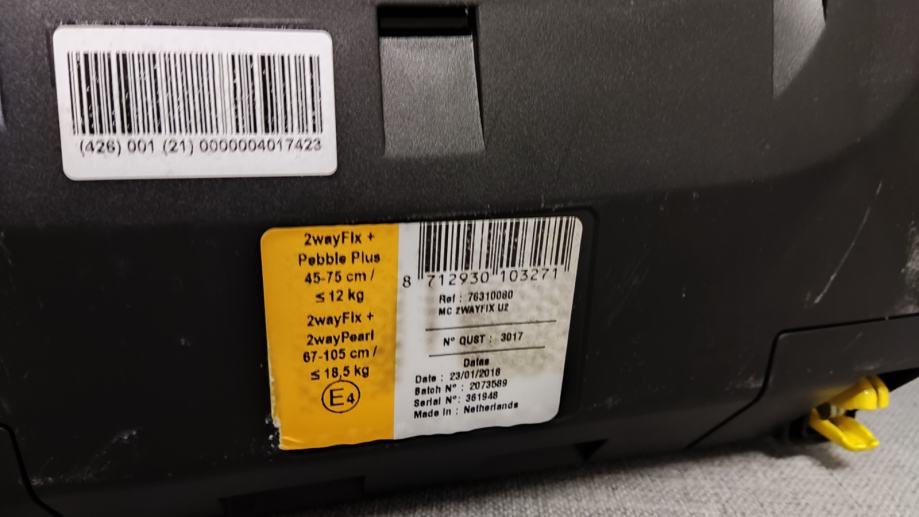 (426) 001 (21) 0000004017423
2wayFix +
Pebble Plus
45-75 cm /
≤ 12 kg
2wayFix +
2wayPearl
67-105 cm /
≤ 18,5 kg
E4
8 712930 103271
Ref : 76310080
MC 2WAYFIX U2
N° QUST : 3017
Datas
Date : 23/01/2018
Batch N° : 2073589
Serial N° : 361948
Made in : Netherlands